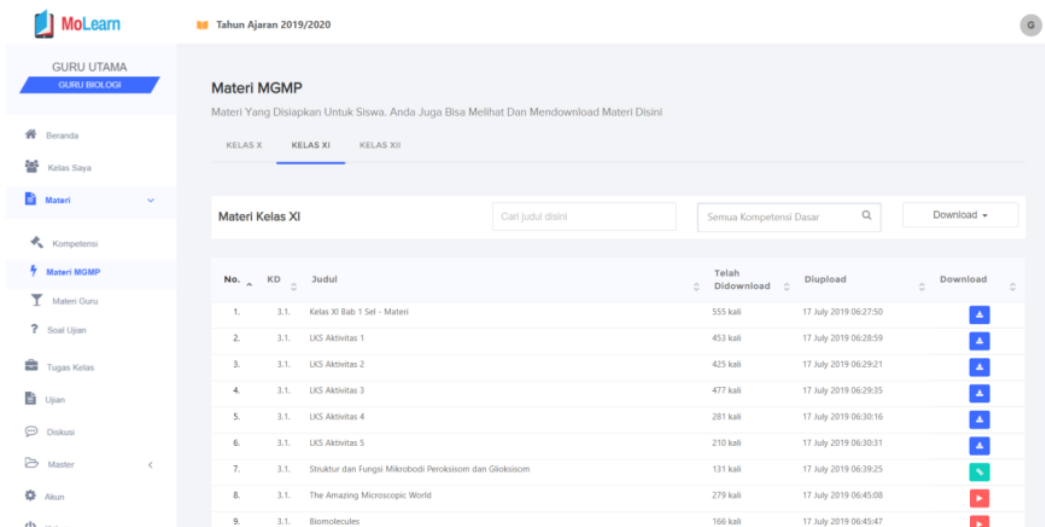 MoLearn
Tahun Ajaran 2019/2020
G
GURU UTAMA
GURU BIOLOGI
Beranda
Kelas Saya
Materi
Kompetensi
Materi MGMP
Materi Guru
Soal Ujian
Tugas Kelas
Ujian
Diskusi
Master
Akun
Materi MGMP
Materi Yang Disiapkan Untuk Siswa. Anda Juga Bisa Melihat Dan Mendownload Materi Disini
KELAS X KELAS XI KELAS XII
Materi Kelas XI Cari judul disini Semua Kompetensi Dasar Download
No. KD Judul Telah Didownload Diupload Download
1. 3.1. Kelas XI Bab 1 Sel - Materi 555 kali 17 July 2019 06:27:50
2. 3.1. LKS Aktivitas 1 453 kali 17 July 2019 06:28:59
3. 3.1. LKS Aktivitas 2 425 kali 17 July 2019 06:29:21
4. 3.1. LKS Aktivitas 3 477 kali 17 July 2019 06:29:35
5. 3.1. LKS Aktivitas 4 281 kali 17 July 2019 06:30:16
6. 3.1. LKS Aktivitas 5 210 kali 17 July 2019 06:30:31
7. 3.1. Struktur dan Fungsi Mikrobodi Peroksisom dan Glioksisom 131 kali 17 July 2019 06:39:25
8. 3.1. The Amazing Microscopic World 279 kali 17 July 2019 06:45:08
9. 3.1. Biomolecules 166 kali 17 July 2019 06:45:47